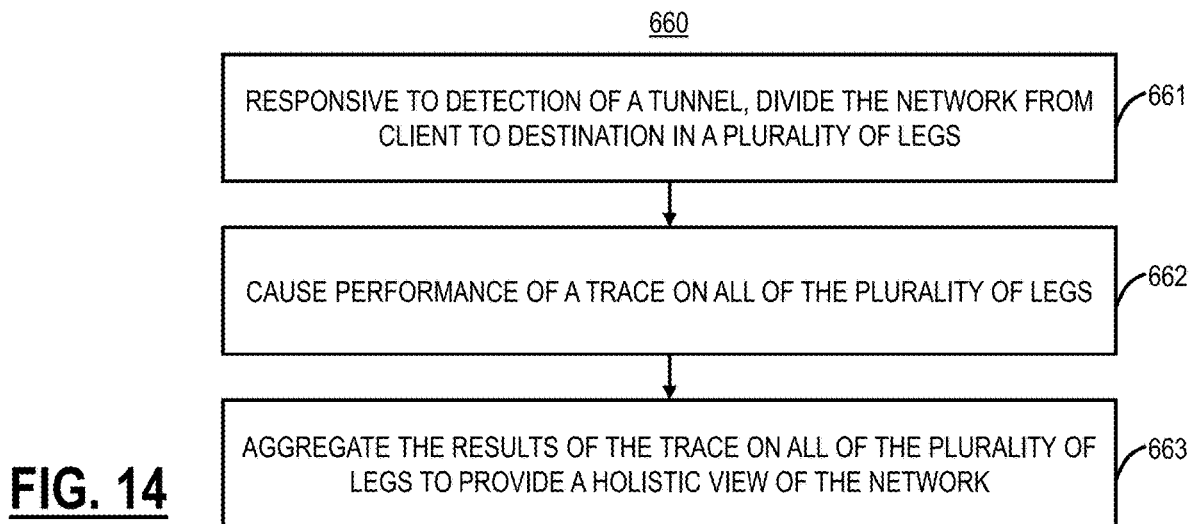 660
RESPONSIVE TO DETECTION OF A TUNNEL, DIVIDE THE NETWORK FROM
CLIENT TO DESTINATION IN A PLURALITY OF LEGS
661
CAUSE PERFORMANCE OF A TRACE ON ALL OF THE PLURALITY OF LEGS
662
AGGREGATE THE RESULTS OF THE TRACE ON ALL OF THE PLURALITY OF
LEGS TO PROVIDE A HOLISTIC VIEW OF THE NETWORK
663
FIG. 14